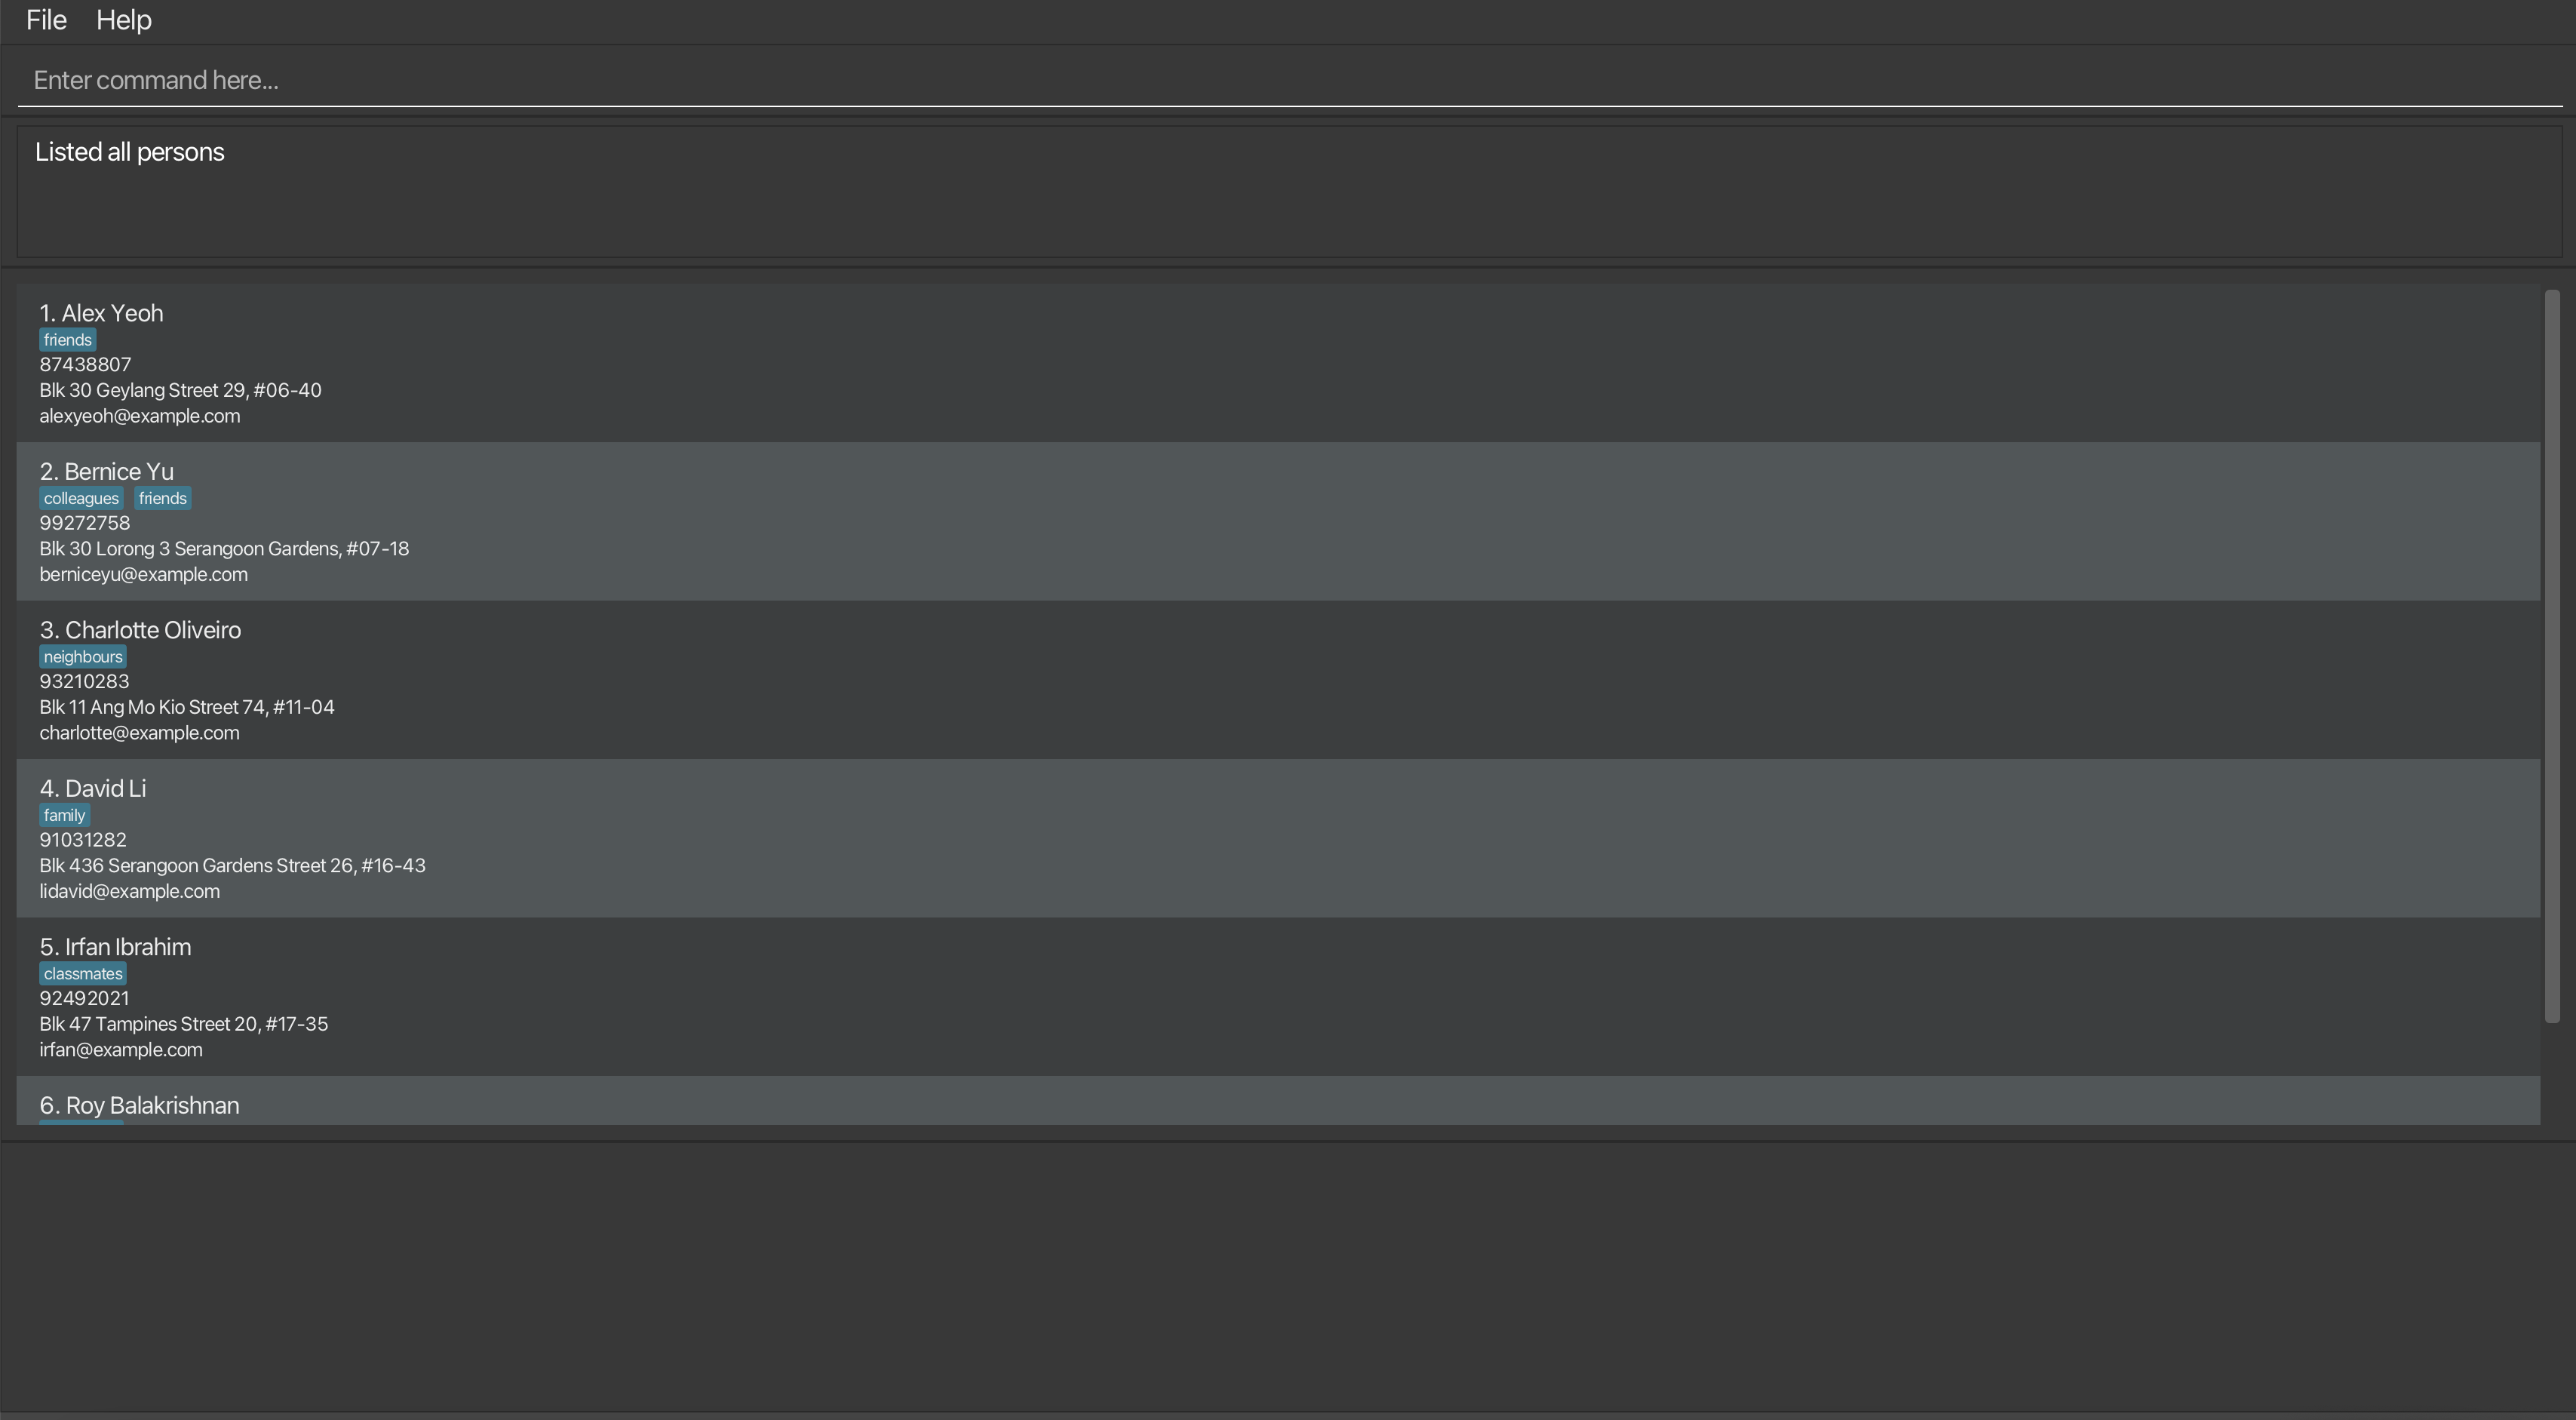 File Help
Enter command here...
Listed all persons
1. Alex Yeoh
friends
87438807
Blk 30 Geylang Street 29, #06-40
alexyeoh@example.com
2. Bernice Yu
colleagues friends
99272758
Blk 30 Lorong 3 Serangoon Gardens, #07-18
berniceyu@example.com
3. Charlotte Oliveiro
neighbours
93210283
Blk 11 Ang Mo Kio Street 74, #11-04
charlotte@example.com
4. David Li
family
91031282
Blk 436 Serangoon Gardens Street 26, #16-43
lidavid@example.com
5. Irfan Ibrahim
classmates
92492021
Blk 47 Tampines Street 20, #17-35
irfan@example.com
6. Roy Balakrishnan